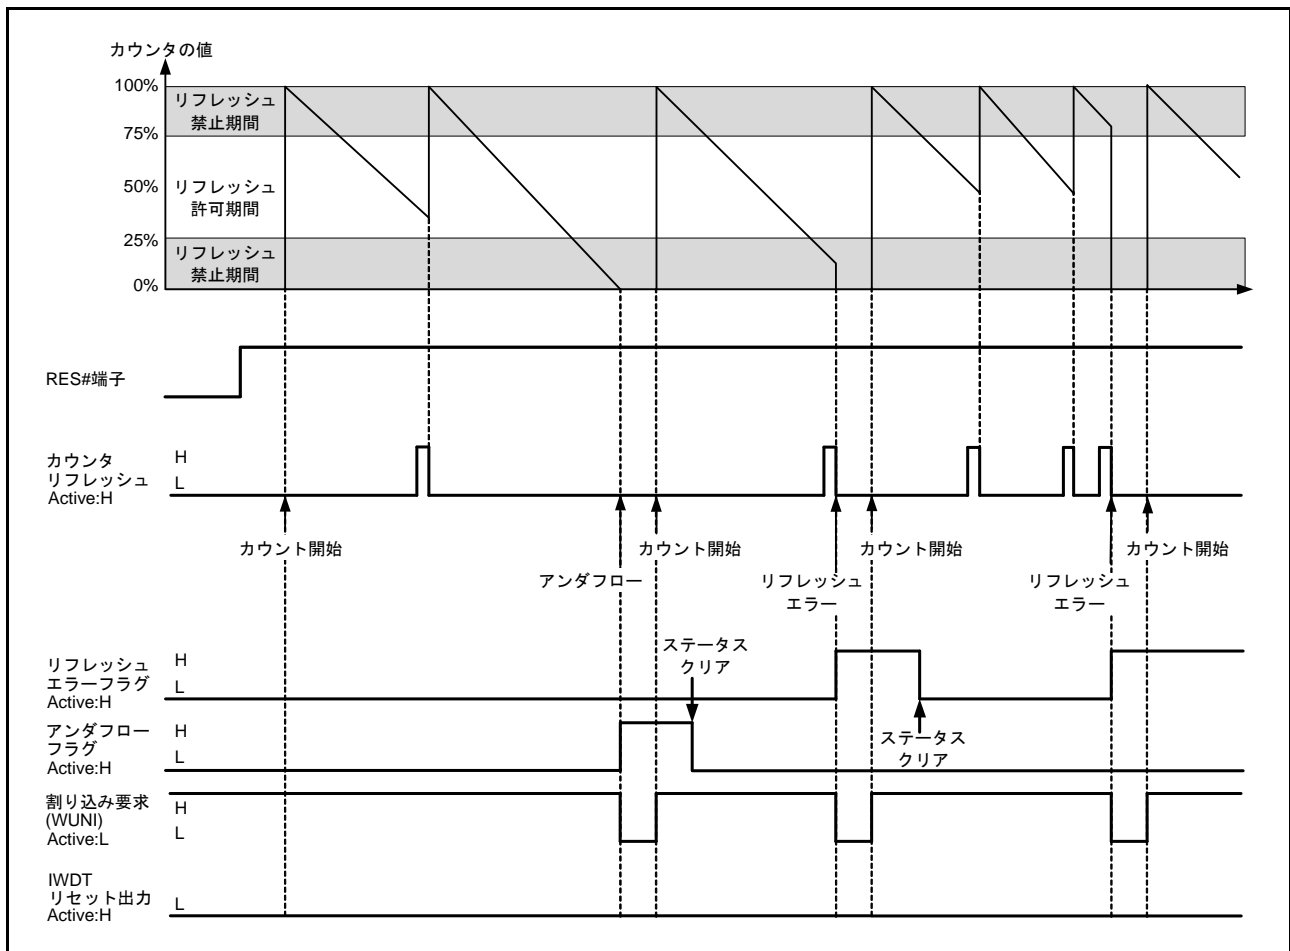 カウンタの値
100%
リフレッシュ
禁止期間
75%
50%
リフレッシュ
許可期間
25%
リフレッシュ
禁止期間
0%
RES#端子
カウンタ
リフレッシュ
Active:H
H
L
カウント開始
カウント開始
カウント開始
カウント開始
アンダフロー
リフレッシュ
エラー
リフレッシュ
エラー
リフレッシュ
エラーフラグ
Active:H
H
L
ステータス
クリア
アンダフロー
フラグ
Active:H
H
L
ステータス
クリア
割り込み要求
(WUNI)
Active:L
H
L
IWDT
リセット出力
Active:H
L